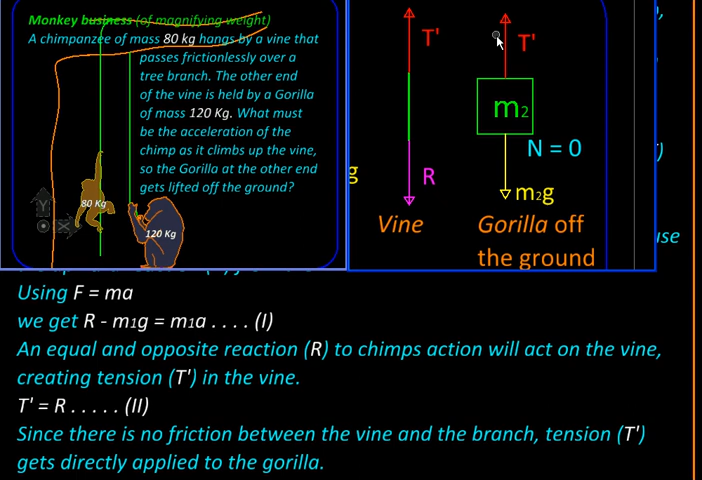 Monkey business (of magnifying weight)
A chimpanzee of mass 80 kg hangs by a vine that
passes frictionlessly over a
tree branch. The other end
of the vine is held by a Gorilla
of mass 120 Kg. What must
be the acceleration of the
chimp as it climbs up the vine,
so the Gorilla at the other end
gets lifted off the ground?
80 Kg
120 Kg
Y
X
T'
T'
m2
N = 0
g
R
m2g
Vine
Gorilla off
the ground
use
Using F = ma
we get R - m1g = m1a . . . . (I)
An equal and opposite reaction (R) to chimps action will act on the vine,
creating tension (T') in the vine.
T' = R . . . . . (II)
Since there is no friction between the vine and the branch, tension (T')
gets directly applied to the gorilla.